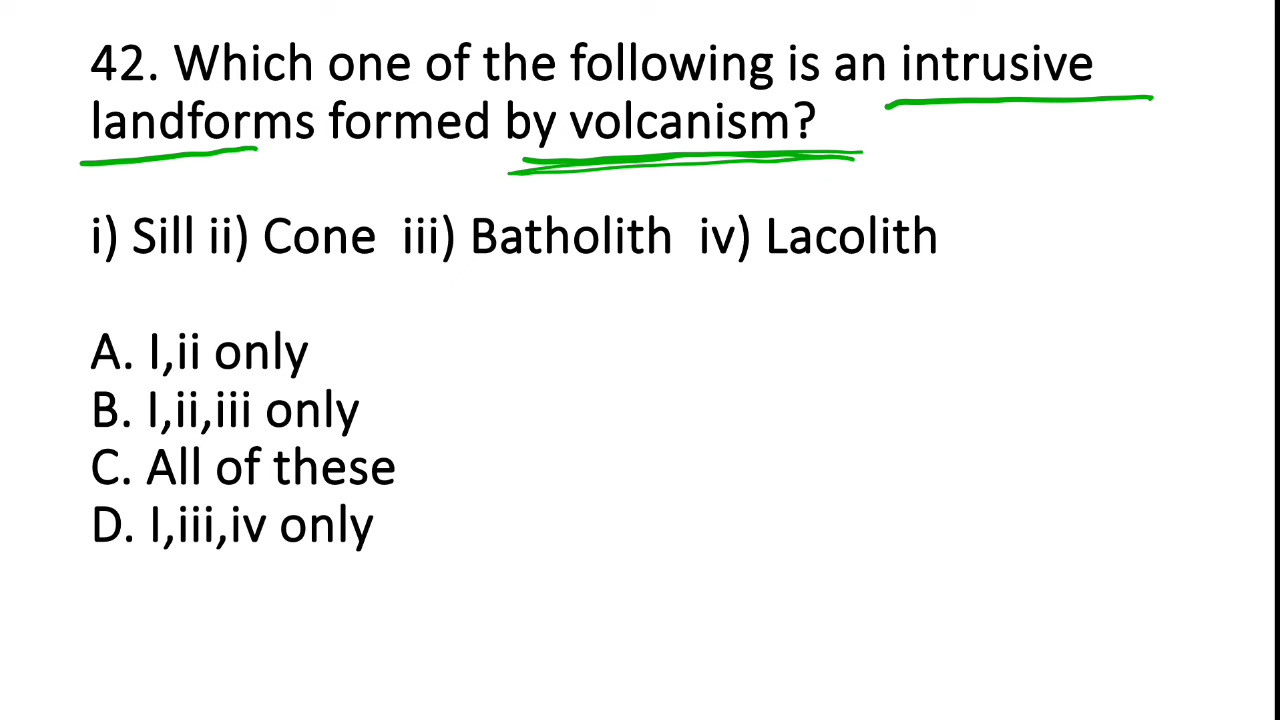 42. Which one of the following is an intrusive
landforms formed by volcanism?
i) Sill ii) Cone  iii) Batholith  iv) Lacolith
A. I,ii only
B. I,ii,iii only
C. All of these
D. I,iii,iv only